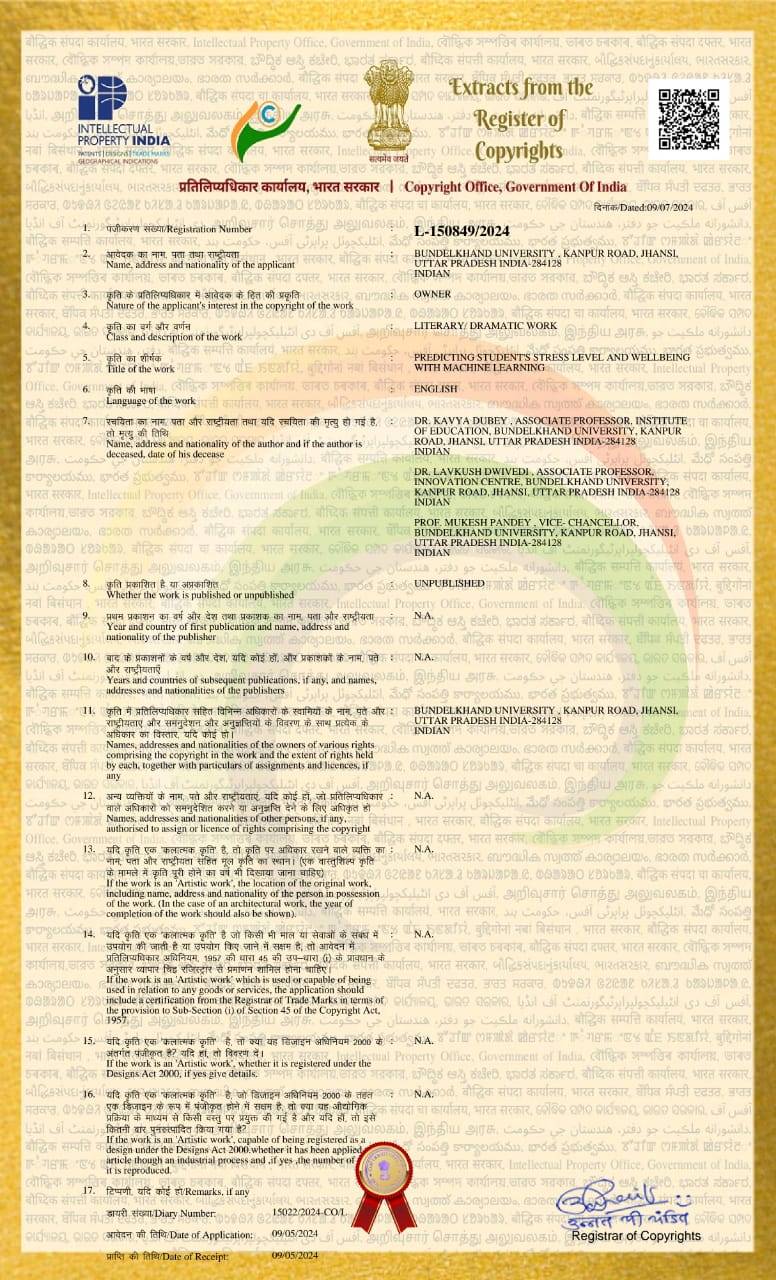 INTELLECTUAL
PROPERTY INDIA
PATENTS | DESIGNS | TRADE MARKS
GEOGRAPHICAL INDICATIONS
सत्यमेव जयते
Extracts from the
Register of
Copyrights
प्रतिलिप्यधिकार कार्यालय, भारत सरकार | Copyright Office, Government Of India
दिनांक/Dated:09/07/2024
1. पंजीकरण संख्या/Registration Number : L-150849/2024
2. आवेदक का नाम, पता तथा राष्ट्रीयता : BUNDELKHAND UNIVERSITY , KANPUR ROAD, JHANSI,
Name, address and nationality of the applicant UTTAR PRADESH INDIA-284128
INDIAN
3. कृति के प्रतिलिप्यधिकार में आवेदक के हित की प्रकृति : OWNER
Nature of the applicant's interest in the copyright of the work
4. कृति का वर्ग और वर्णन : LITERARY/ DRAMATIC WORK
Class and description of the work
5. कृति का शीर्षक : PREDICTING STUDENT'S STRESS LEVEL AND WELLBEING
Title of the work WITH MACHINE LEARNING
6. कृति की भाषा : ENGLISH
Language of the work
7. रचयिता का नाम, पता और राष्ट्रीयता तथा यदि रचयिता की मृत्यु हो गई है, : DR. KAVYA DUBEY , ASSOCIATE PROFESSOR, INSTITUTE
तो मृत्यु की तिथि OF EDUCATION, BUNDELKHAND UNIVERSITY, KANPUR
Name, address and nationality of the author and if the author is ROAD, JHANSI, UTTAR PRADESH INDIA-284128
deceased, date of his decease INDIAN
DR. LAVKUSH DWIVEDI , ASSOCIATE PROFESSOR,
INNOVATION CENTRE, BUNDELKHAND UNIVERSITY,
KANPUR ROAD, JHANSI, UTTAR PRADESH INDIA-284128
INDIAN
PROF. MUKESH PANDEY , VICE- CHANCELLOR,
BUNDELKHAND UNIVERSITY, KANPUR ROAD, JHANSI,
UTTAR PRADESH INDIA-284128
INDIAN
8. कृति प्रकाशित है या अप्रकाशित : UNPUBLISHED
Whether the work is published or unpublished
9. प्रथम प्रकाशन का वर्ष और देश तथा प्रकाशक का नाम, पता और राष्ट्रीयता : N.A.
Year and country of first publication and name, address and
nationality of the publisher
10. बाद के प्रकाशनों के वर्ष और देश, यदि कोई हों, और प्रकाशकों के नाम, पते : N.A.
और राष्ट्रीयताएँ
Years and countries of subsequent publications, if any, and names,
addresses and nationalities of the publishers
11. कृति में प्रतिलिप्यधिकार सहित विभिन्न अधिकारों के स्वामियों के नाम, पते और : BUNDELKHAND UNIVERSITY , KANPUR ROAD, JHANSI,
राष्ट्रीयताएं और समनुदेशन और अनुज्ञप्तियों के विवरण के साथ प्रत्येक के UTTAR PRADESH INDIA-284128
अधिकार का विस्तार, यदि कोई हो। INDIAN
Names, addresses and nationalities of the owners of various rights
comprising the copyright in the work and the extent of rights held
by each, together with particulars of assignments and licences, if
any
12. अन्य व्यक्तियों के नाम, पते और राष्ट्रीयताएं, यदि कोई हों, जो प्रतिलिप्यधिकार : N.A.
वाले अधिकारों को समनुदेशित करने या अनुज्ञप्ति देने के लिए अधिकृत हों
Names, addresses and nationalities of other persons, if any,
authorised to assign or licence of rights comprising the copyright
13. यदि कृति एक 'कलात्मक कृति' है, तो कृति पर अधिकार रखने वाले व्यक्ति का : N.A.
नाम, पता और राष्ट्रीयता सहित मूल कृति का स्थान। (एक वास्तुशिल्प कृति
के मामले में कृति पूरी होने का वर्ष भी दिखाया जाना चाहिए)
If the work is an 'Artistic work', the location of the original work,
including name, address and nationality of the person in possession
of the work. (In the case of an architectural work, the year of
completion of the work should also be shown).
14. यदि कृति एक 'कलात्मक कृति' है जो किसी भी माल या सेवाओं के संबंध में : N.A.
उपयोग की जाती है या उपयोग किए जाने में सक्षम है, तो आवेदन में
प्रतिलिप्यधिकार अधिनियम, 1957 की धारा 45 की उप-धारा (i) के प्रावधान के
अनुसार व्यापार चिह्न रजिस्ट्रार से प्रमाणन शामिल होना चाहिए।
If the work is an 'Artistic work' which is used or capable of being
used in relation to any goods or services, the application should
include a certification from the Registrar of Trade Marks in terms of
the provision to Sub-Section (i) of Section 45 of the Copyright Act,
1957.
15. यदि कृति एक 'कलात्मक कृति' है, तो क्या यह डिजाइन अधिनियम 2000 के : N.A.
अंतर्गत पंजीकृत है? यदि हाँ, तो विवरण दें।
If the work is an 'Artistic work', whether it is registered under the
Designs Act 2000, if yes give details.
16. यदि कृति एक 'कलात्मक कृति' है, जो डिजाइन अधिनियम 2000 के तहत : N.A.
एक डिजाइन के रूप में पंजीकृत होने में सक्षम है, तो क्या यह औद्योगिक
प्रक्रिया के माध्यम से किसी वस्तु पर प्रयुक्त की गई है और यदि हाँ, तो इसे
कितनी बार पुनरुत्पादित किया गया है?
If the work is an 'Artistic work', capable of being registered as a
design under the Designs Act 2000.whether it has been applied
article though an industrial process and ,if yes ,the number of
it is reproduced.
17. टिप्पणी, यदि कोई हो/Remarks, if any
डायरी संख्या/Diary Number: 15022/2024-CO/L
आवेदन की तिथि/Date of Application: 09/05/2024
प्राप्ति की तिथि/Date of Receipt: 09/05/2024
उन्नत पी पंडित
Registrar of Copyrights